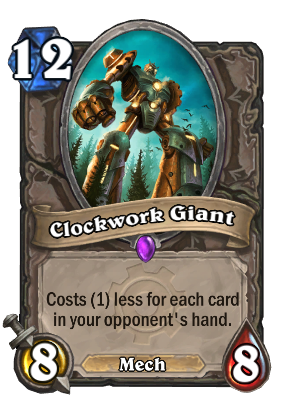 12
Clockwork Giant
Costs (1) less for each card
in your opponent's hand.
8
Mech
8